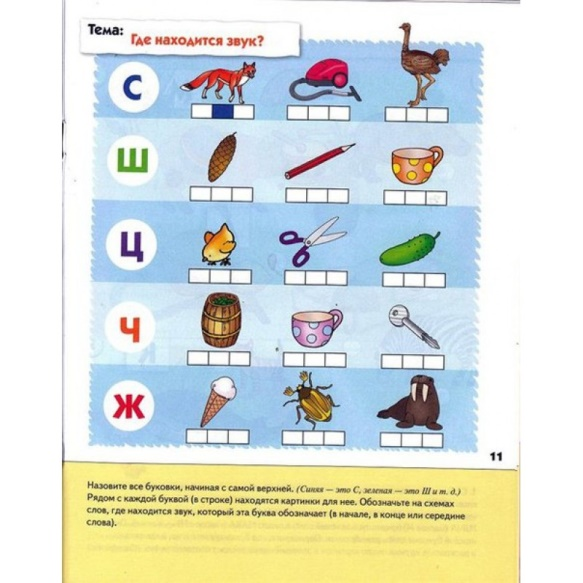 Тема:
Где находится звук?
С
Ш
Ц
Ч
Ж
11
Назовите все буковки, начиная с самой верхней. (Синяя — это С, зеленая — это Ш и т. д.)
Рядом с каждой буквой (в строке) находятся картинки для нее. Обозначьте на схемах
слов, где находится звук, который эта буква обозначает (в начале, в конце или середине
слова).